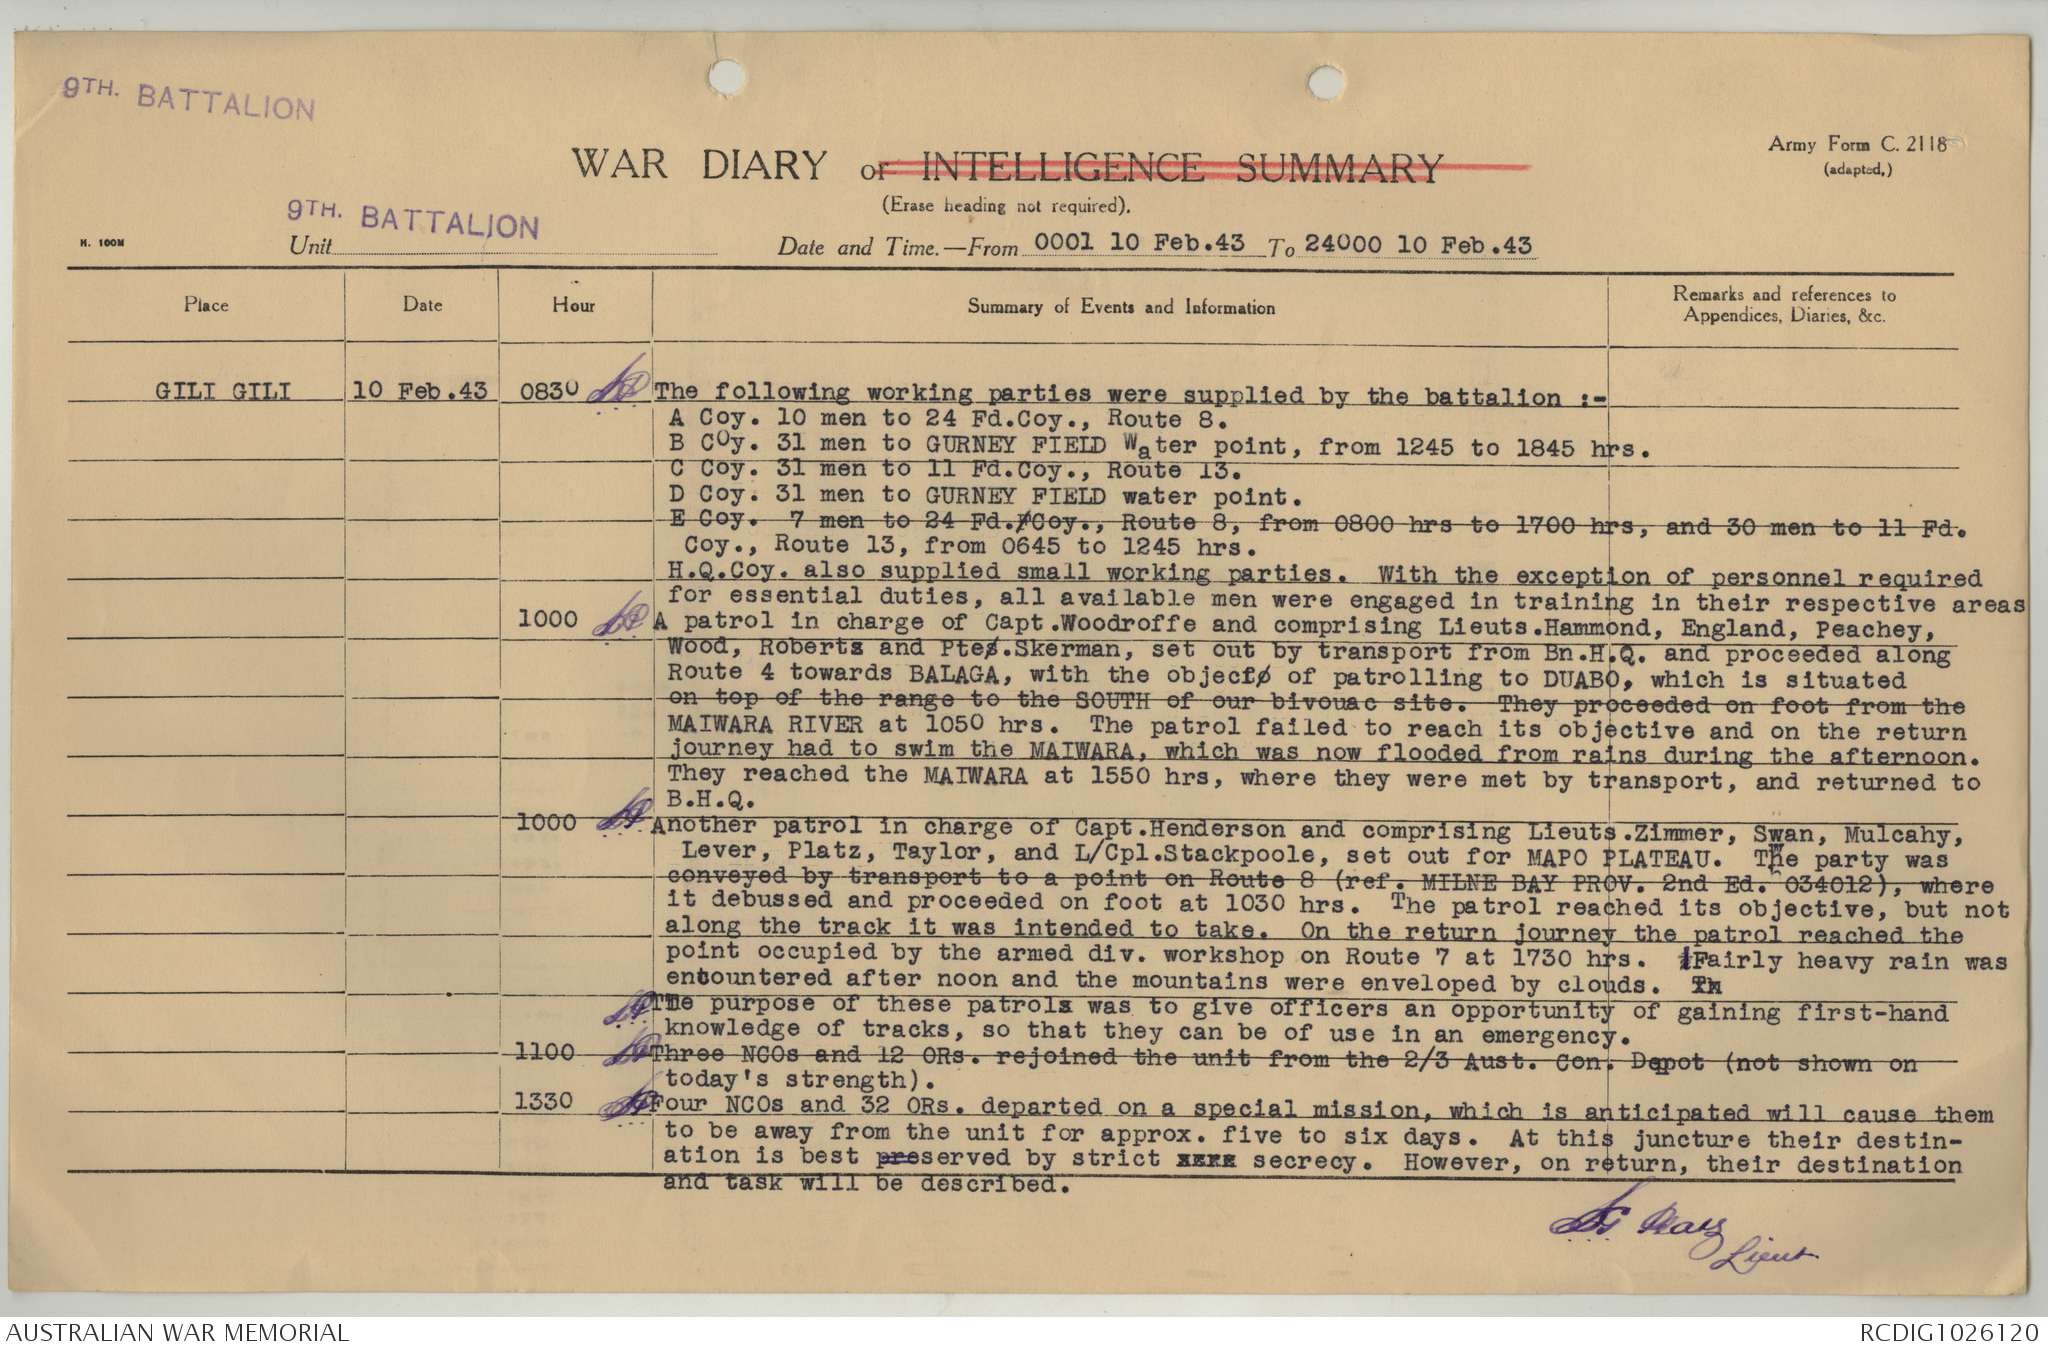 9TH. BATTALION
Army Form C. 2118
(adapted,)
WAR DIARY or INTELLIGENCE SUMMARY
(Erase heading not required).
H. 100M
Unit 9TH. BATTALION Date and Time.—From 0001 10 Feb.43 To 24000 10 Feb.43
Place Date Hour Summary of Events and Information Remarks and references to
Appendices, Diaries, &c.
GILI GILI 10 Feb.43 0830 The following working parties were supplied by the battalion :-
A Coy. 10 men to 24 Fd.Coy., Route 8.
B Coy. 31 men to GURNEY FIELD Water point, from 1245 to 1845 hrs.
C Coy. 31 men to 11 Fd.Coy., Route 13.
D Coy. 31 men to GURNEY FIELD water point.
E Coy. 7 men to 24 Fd.Coy., Route 8, from 0800 hrs to 1700 hrs, and 30 men to 11 Fd.
Coy., Route 13, from 0645 to 1245 hrs.
H.Q.Coy. also supplied small working parties. With the exception of personnel required
for essential duties, all available men were engaged in training in their respective areas
1000 A patrol in charge of Capt.Woodroffe and comprising Lieuts.Hammond, England, Peachey,
Wood, Roberts and Pte.Skerman, set out by transport from Bn.H.Q. and proceeded along
Route 4 towards BALAGA, with the object of patrolling to DUABO, which is situated
on top of the range to the SOUTH of our bivouac site. They proceeded on foot from the
MAIWARA RIVER at 1050 hrs. The patrol failed to reach its objective and on the return
journey had to swim the MAIWARA, which was now flooded from rains during the afternoon.
They reached the MAIWARA at 1550 hrs, where they were met by transport, and returned to
B.H.Q.
1000 Another patrol in charge of Capt.Henderson and comprising Lieuts.Zimmer, Swan, Mulcahy,
Lever, Platz, Taylor, and L/Cpl.Stackpoole, set out for MAPO PLATEAU. The party was
conveyed by transport to a point on Route 8 (ref. MILNE BAY PROV. 2nd Ed. 034012), where
it debussed and proceeded on foot at 1030 hrs. The patrol reached its objective, but not
along the track it was intended to take. On the return journey the patrol reached the
point occupied by the armed div. workshop on Route 7 at 1730 hrs. Fairly heavy rain was
encountered after noon and the mountains were enveloped by clouds. Th
The purpose of these patrols was to give officers an opportunity of gaining first-hand
knowledge of tracks, so that they can be of use in an emergency.
1100 Three NCOs and 12 ORs. rejoined the unit from the 2/3 Aust. Con. Depot (not shown on
today's strength).
1330 Four NCOs and 32 ORs. departed on a special mission, which is anticipated will cause them
to be away from the unit for approx. five to six days. At this juncture their destin-
ation is best preserved by strict secrecy. However, on return, their destination
and task will be described.
Lieut
AUSTRALIAN WAR MEMORIAL RCDIG1026120